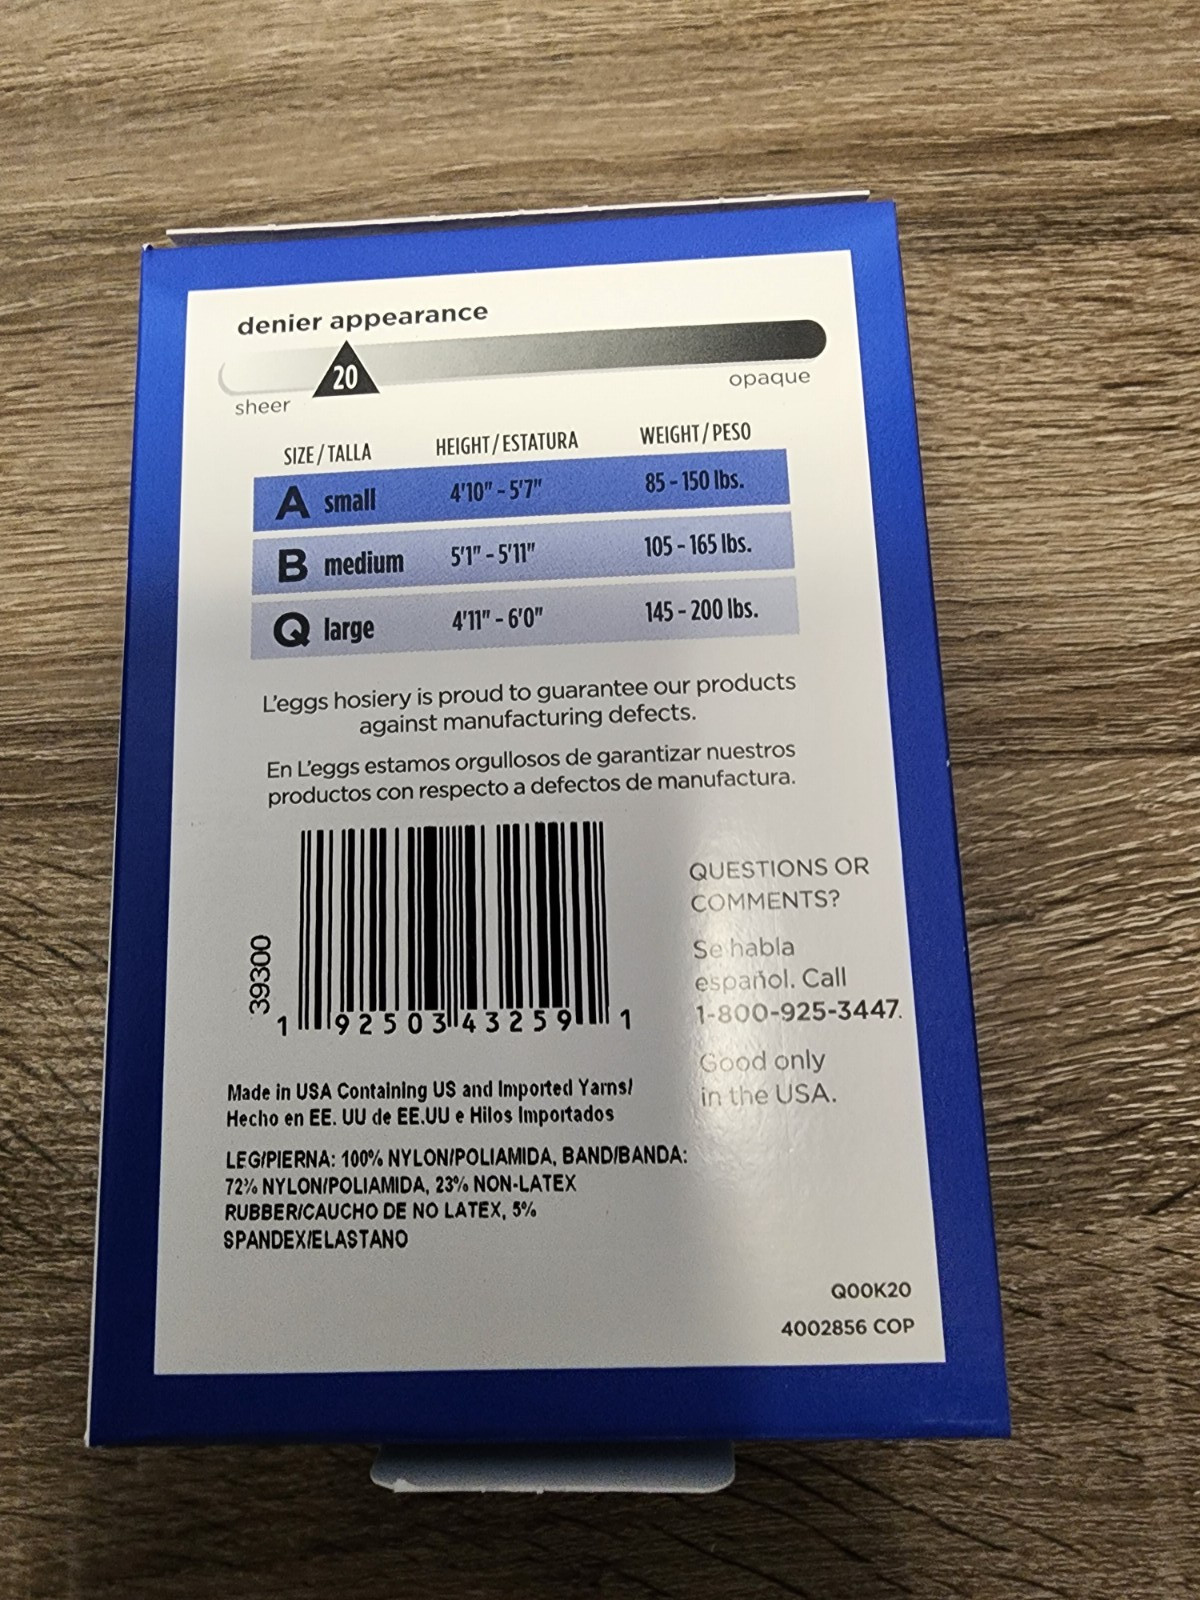 denier appearance
20
sheer
opaque
SIZE / TALLA HEIGHT / ESTATURA WEIGHT / PESO
A small 4'10" - 5'7" 85 - 150 lbs.
B medium 5'1" - 5'11" 105 - 165 lbs.
Q large 4'11" - 6'0" 145 - 200 lbs.
L'eggs hosiery is proud to guarantee our products
against manufacturing defects.
En L'eggs estamos orgullosos de garantizar nuestros
productos con respecto a defectos de manufactura.
39300
1 92503 43259 1
QUESTIONS OR
COMMENTS?
Se habla
español. Call
1-800-925-3447.
Good only
in the USA.
Made in USA Containing US and Imported Yarns/
Hecho en EE. UU de EE.UU e Hilos Importados
LEG/PIERNA: 100% NYLON/POLIAMIDA, BAND/BANDA:
72% NYLON/POLIAMIDA, 23% NON-LATEX
RUBBER/CAUCHO DE NO LATEX, 5%
SPANDEX/ELASTANO
Q00K20
4002856 COP